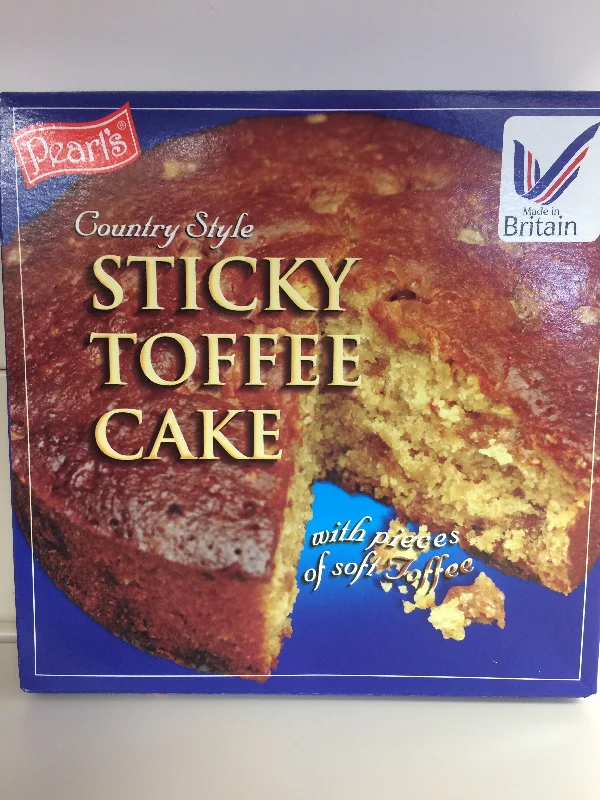 Pearl's®
Made in
Britain
Country Style
STICKY
TOFFEE
CAKE
with pieces
of soft Toffee